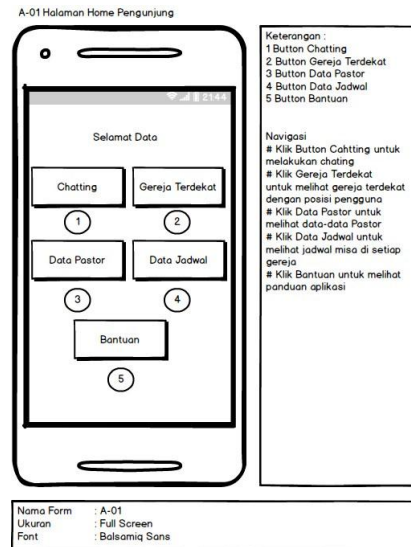 A-01 Halaman Home Pengunjung
21:44
Selamat Data
Chatting
Gereja Terdekat
1
2
Data Pastor
Data Jadwal
3
4
Bantuan
5
Keterangan :
1 Button Chatting
2 Button Gereja Terdekat
3 Button Data Pastor
4 Button Data Jadwal
5 Button Bantuan
Navigasi
# Klik Button Cahtting untuk
melakukan chating
# Klik Gereja Terdekat
untuk melihat gereja terdekat
dengan posisi pengguna
# Klik Data Pastor untuk
melihat data-data Pastor
# Klik Data Jadwal untuk
melihat jadwal misa di setiap
gereja
# Klik Bantuan untuk melihat
panduan aplikasi
Nama Form : A-01
Ukuran : Full Screen
Font : Balsamiq Sans